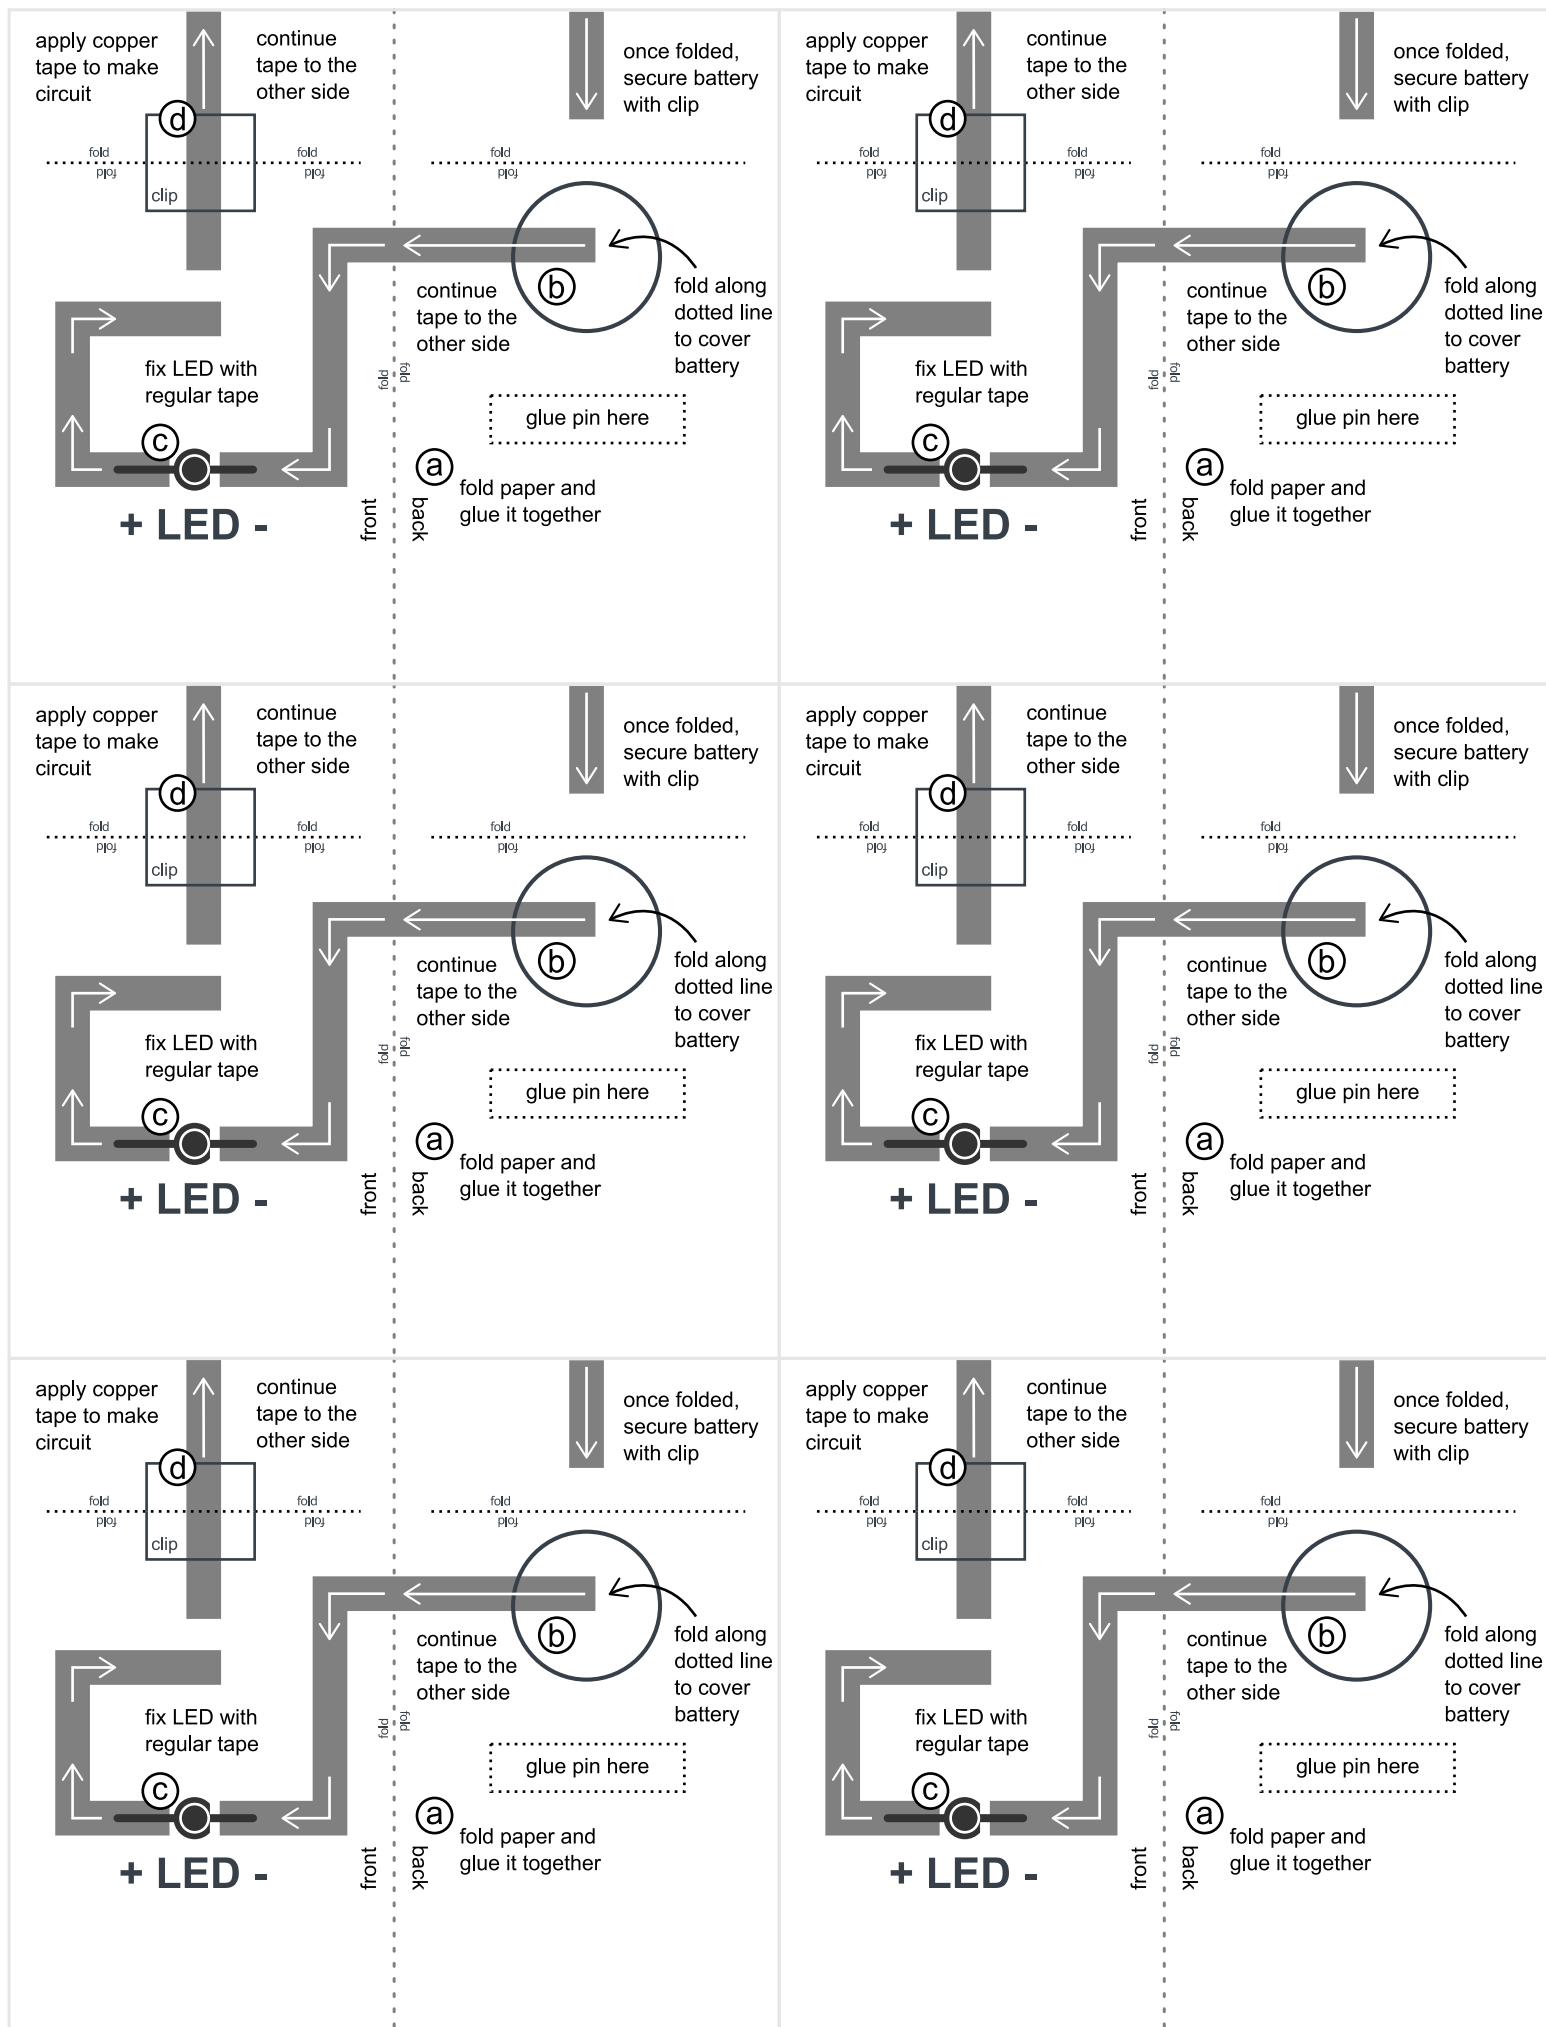 apply copper
tape to make
circuit
continue
tape to the
other side
once folded,
secure battery
with clip
d
fold
fold
fold
fold
clip
fold
fold
b
continue
tape to the
other side
fold along
dotted line
to cover
battery
fix LED with
regular tape
fold
fold
glue pin here
c
a
fold paper and
glue it together
+ LED -
front
back
apply copper
tape to make
circuit
continue
tape to the
other side
once folded,
secure battery
with clip
d
fold
fold
fold
fold
clip
fold
fold
b
continue
tape to the
other side
fold along
dotted line
to cover
battery
fix LED with
regular tape
fold
fold
glue pin here
c
a
fold paper and
glue it together
+ LED -
front
back
apply copper
tape to make
circuit
continue
tape to the
other side
once folded,
secure battery
with clip
d
fold
fold
fold
fold
clip
fold
fold
b
continue
tape to the
other side
fold along
dotted line
to cover
battery
fix LED with
regular tape
fold
fold
glue pin here
c
a
fold paper and
glue it together
+ LED -
front
back
apply copper
tape to make
circuit
continue
tape to the
other side
once folded,
secure battery
with clip
d
fold
fold
fold
fold
clip
fold
fold
b
continue
tape to the
other side
fold along
dotted line
to cover
battery
fix LED with
regular tape
fold
fold
glue pin here
c
a
fold paper and
glue it together
+ LED -
front
back
apply copper
tape to make
circuit
continue
tape to the
other side
once folded,
secure battery
with clip
d
fold
fold
fold
fold
clip
fold
fold
b
continue
tape to the
other side
fold along
dotted line
to cover
battery
fix LED with
regular tape
fold
fold
glue pin here
c
a
fold paper and
glue it together
+ LED -
front
back
apply copper
tape to make
circuit
continue
tape to the
other side
once folded,
secure battery
with clip
d
fold
fold
fold
fold
clip
fold
fold
b
continue
tape to the
other side
fold along
dotted line
to cover
battery
fix LED with
regular tape
fold
fold
glue pin here
c
a
fold paper and
glue it together
+ LED -
front
back